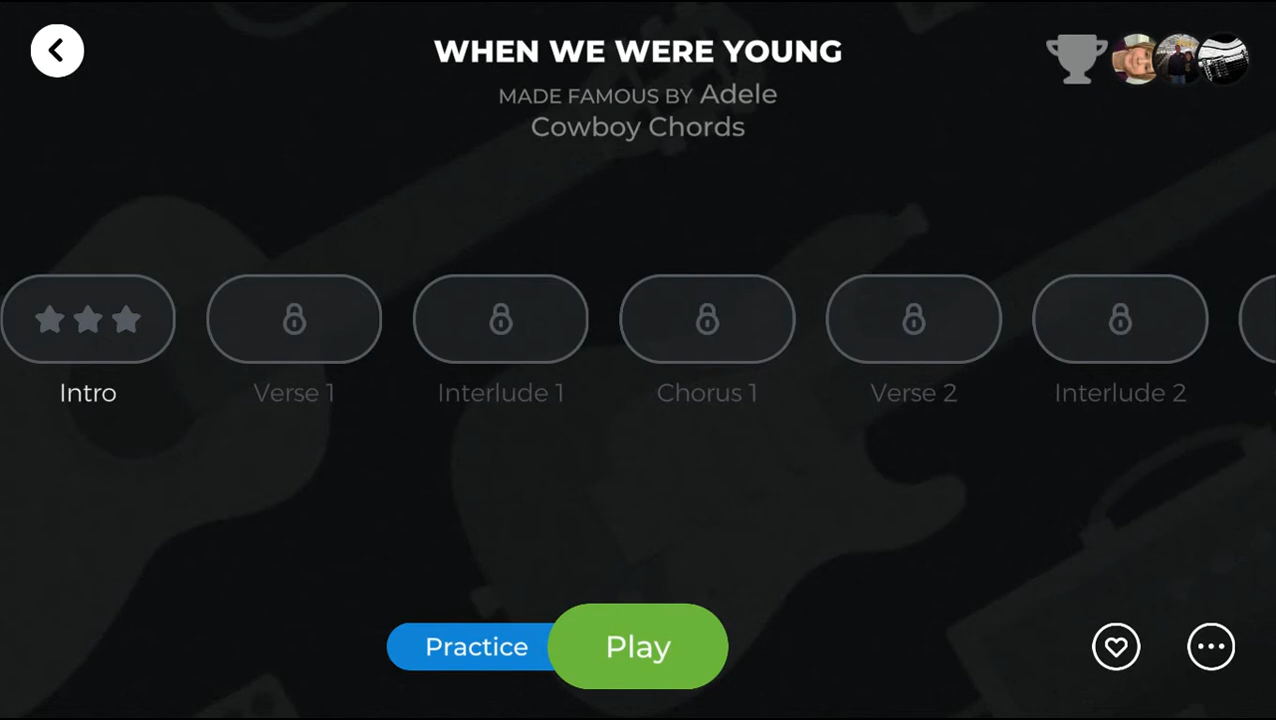 WHEN WE WERE YOUNG
MADE FAMOUS BY Adele
Cowboy Chords
Intro
Verse 1
Interlude 1
Chorus 1
Verse 2
Interlude 2
Practice
Play